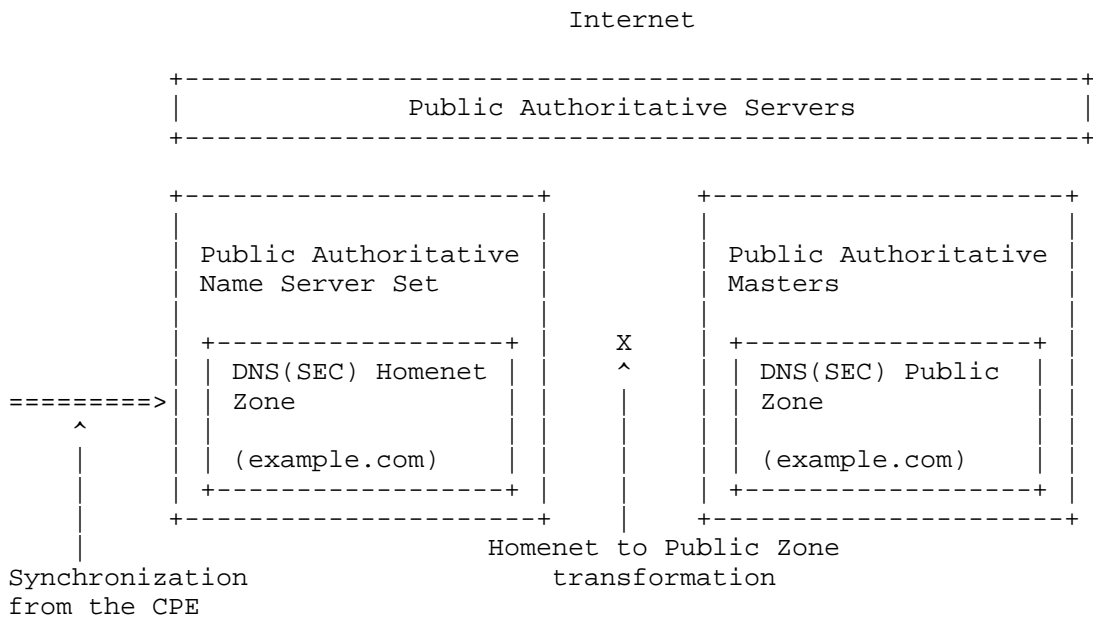 Internet
Public Authoritative Servers
Public Authoritative
Name Server Set
Public Authoritative
Masters
X
DNS(SEC) Homenet
Zone
(example.com)
DNS(SEC) Public
Zone
(example.com)
Homenet to Public Zone
transformation
Synchronization
from the CPE